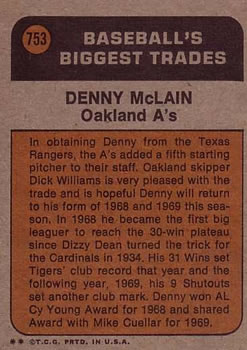 753
BASEBALL'S
BIGGEST TRADES
DENNY McLAIN
Oakland A's
In obtaining Denny from the Texas
Rangers, the A's added a fifth starting
pitcher to their staff. Oakland skipper
Dick Williams is very pleased with the
trade and is hopeful Denny will return
to his form of 1968 and 1969 this sea-
son. In 1968 he became the first big
leaguer to reach the 30-win plateau
since Dizzy Dean turned the trick for
the Cardinals in 1934. His 31 Wins set
Tigers' club record that year and the
following year, 1969, his 9 Shutouts
set another club mark. Denny won AL
Cy Young Award for 1968 and shared
Award with Mike Cuellar for 1969.
** ©T.C.G. PRTD. IN U.S.A.